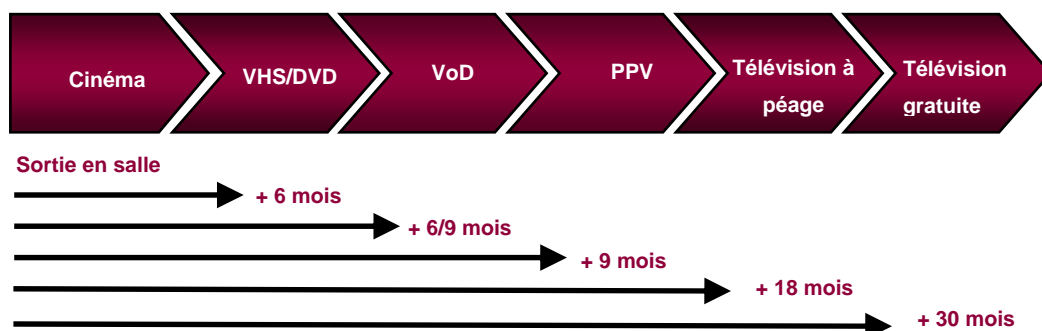 Cinéma
VHS/DVD
VoD
PPV
Télévision à
péage
Télévision
gratuite
Sortie en salle
+ 6 mois
+ 6/9 mois
+ 9 mois
+ 18 mois
+ 30 mois